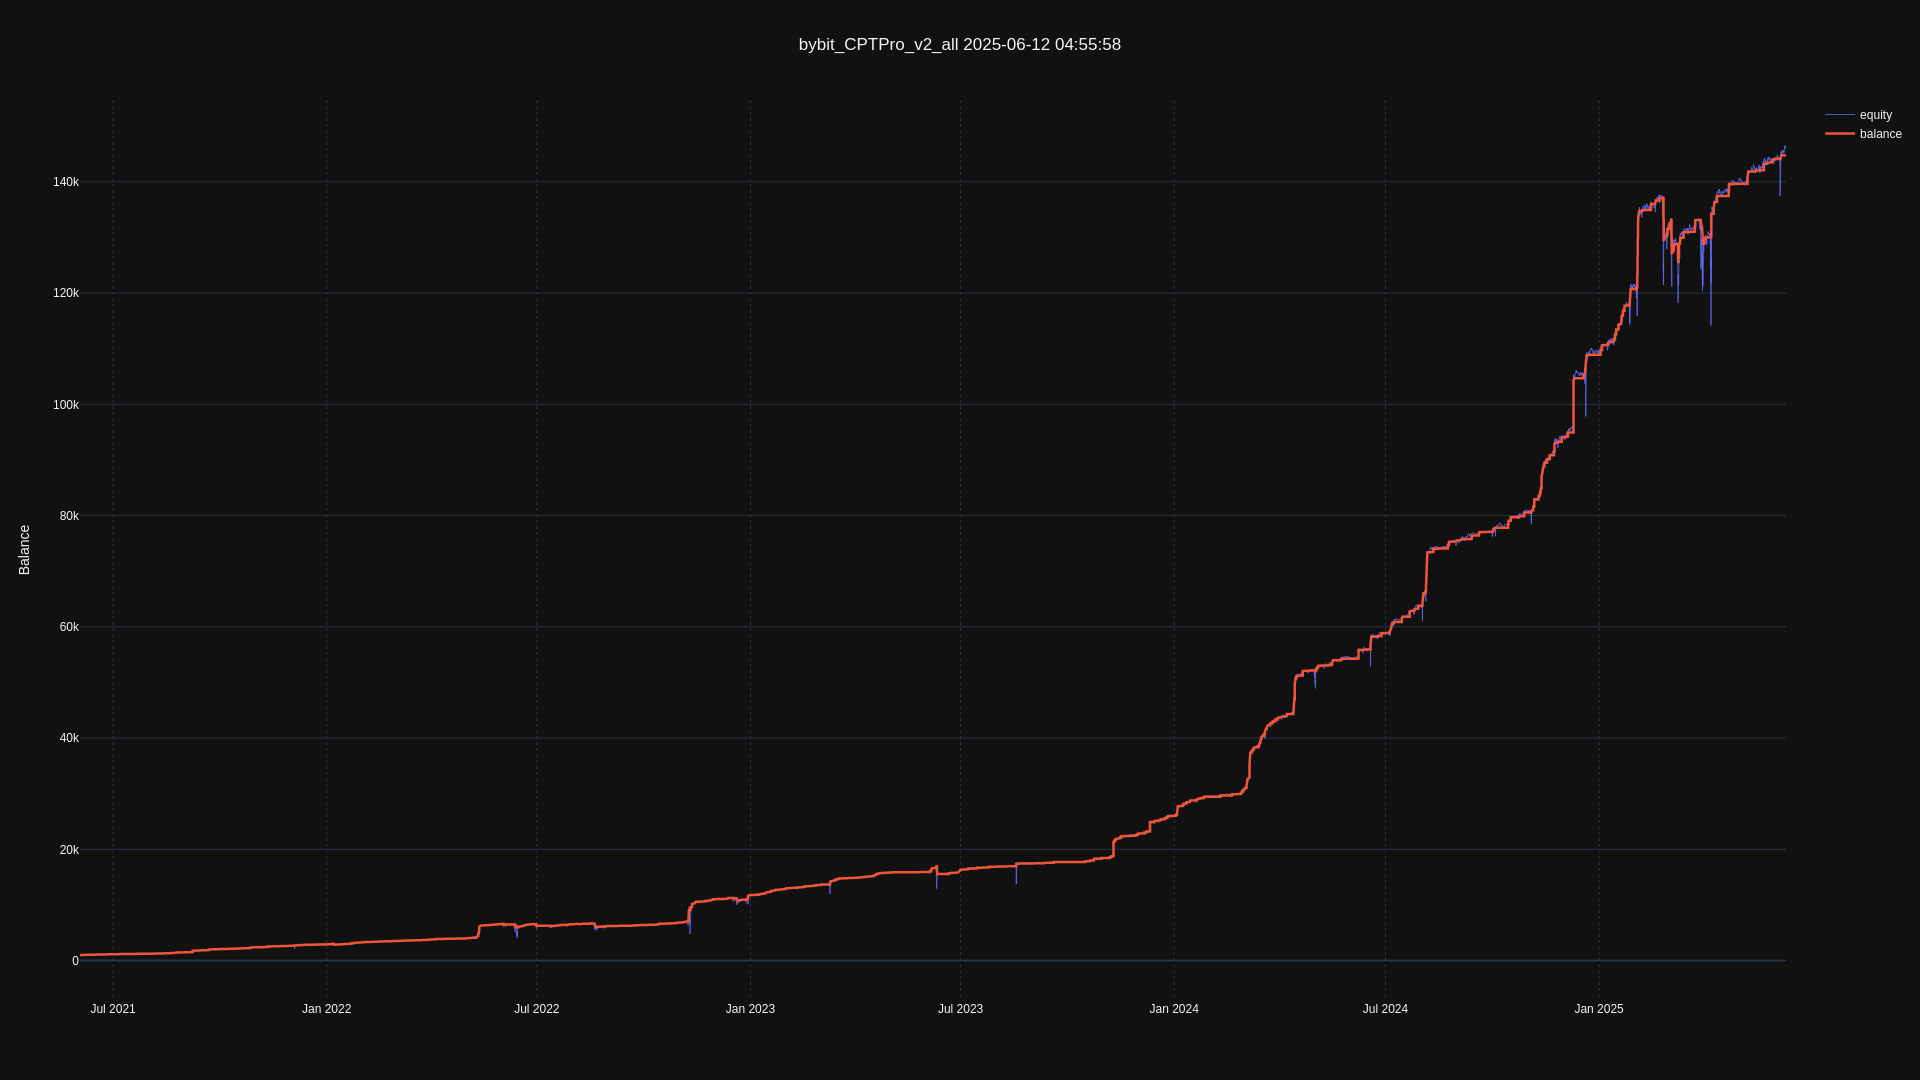 bybit_CPTPro_v2_all 2025-06-12 04:55:58
equity
balance
Balance
140k
120k
100k
80k
60k
40k
20k
0
Jul 2021
Jan 2022
Jul 2022
Jan 2023
Jul 2023
Jan 2024
Jul 2024
Jan 2025